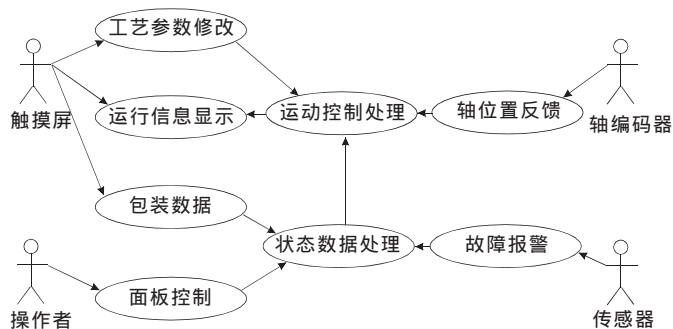 工艺参数修改
触摸屏
运行信息显示
运动控制处理
轴位置反馈
轴编码器
包装数据
状态数据处理
故障报警
操作者
面板控制
传感器